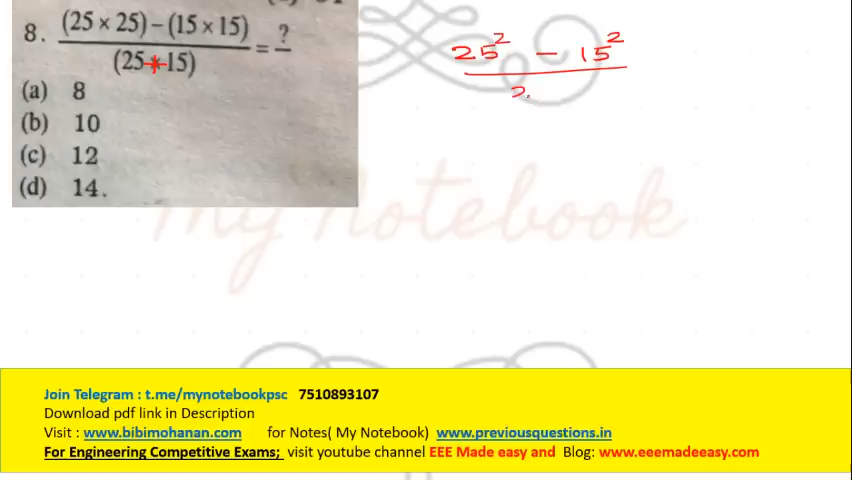 8. (25 × 25) – (15 × 15)
(25 + 15) = ?
(a) 8
(b) 10
(c) 12
(d) 14.
25² – 15²
My Notebook
Join Telegram : t.me/mynotebookpsc 7510893107
Download pdf link in Description
Visit : www.bibimohanan.com for Notes( My Notebook) www.previousquestions.in
For Engineering Competitive Exams; visit youtube channel EEE Made easy and Blog: www.eeemadeeasy.com